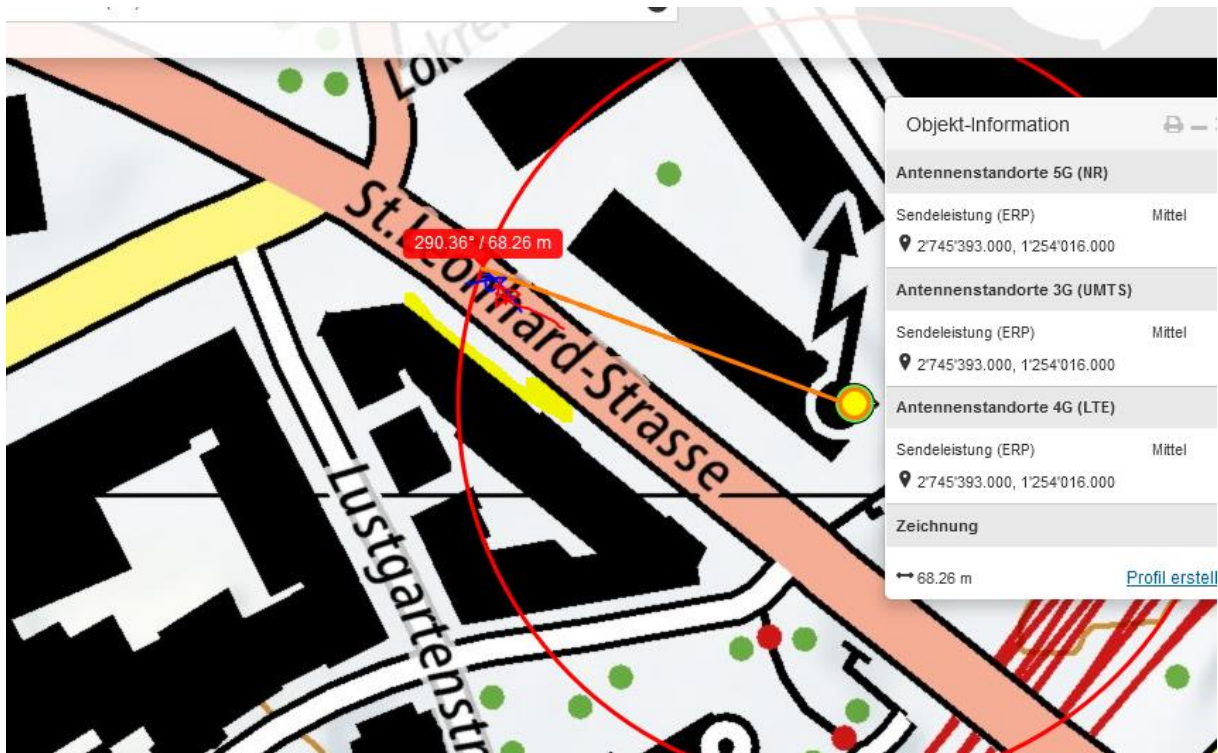 Lokre
St.Leonhard-Strasse
290.36° / 68.26 m
Lustgartenstr
Objekt-Information
Antennenstandorte 5G (NR)
Sendeleistung (ERP) Mittel
2'745'393.000, 1'254'016.000
Antennenstandorte 3G (UMTS)
Sendeleistung (ERP) Mittel
2'745'393.000, 1'254'016.000
Antennenstandorte 4G (LTE)
Sendeleistung (ERP) Mittel
2'745'393.000, 1'254'016.000
Zeichnung
68.26 m Profil erstell